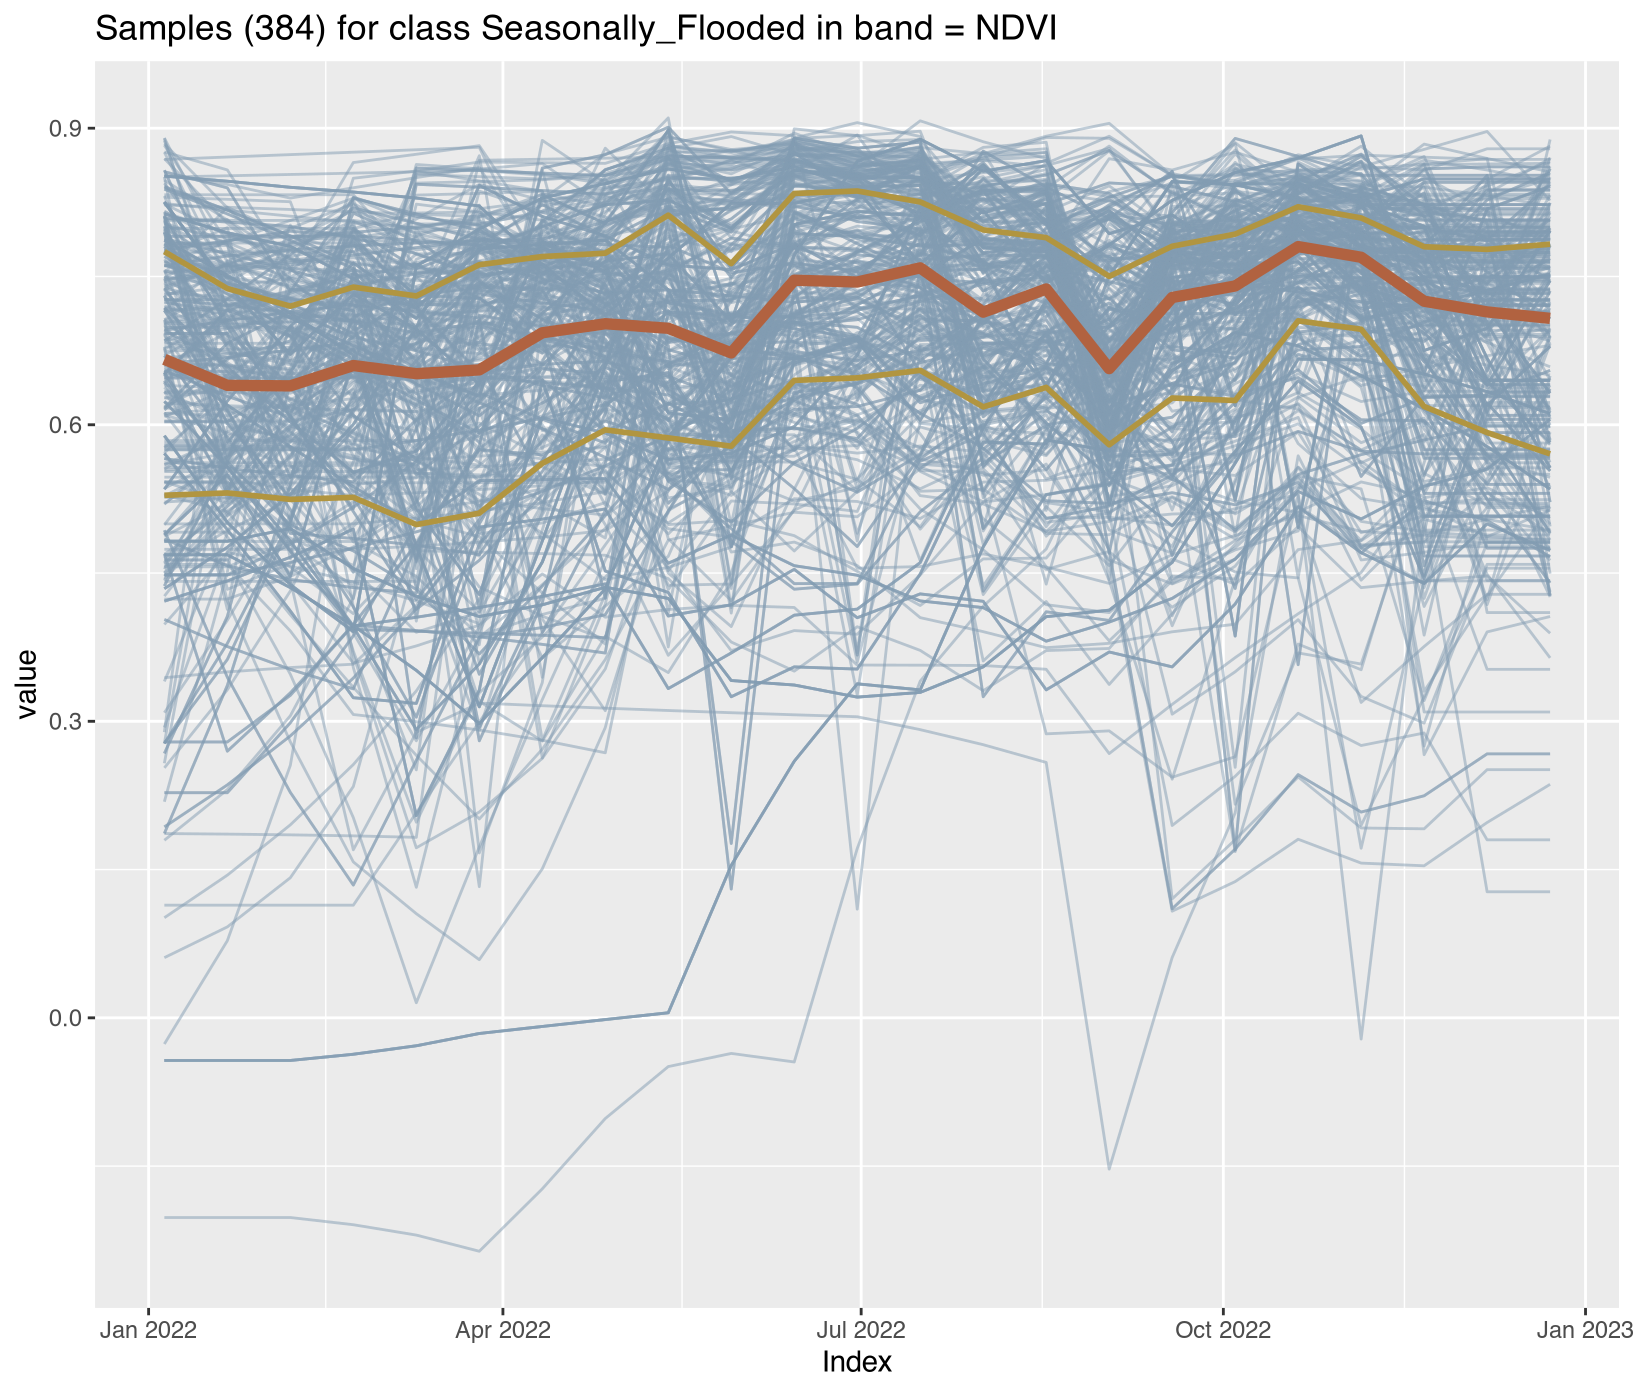 Samples (384) for class Seasonally_Flooded in band = NDVI
0.9
0.6
0.3
0.0
value
Jan 2022
Apr 2022
Jul 2022
Oct 2022
Jan 2023
Index